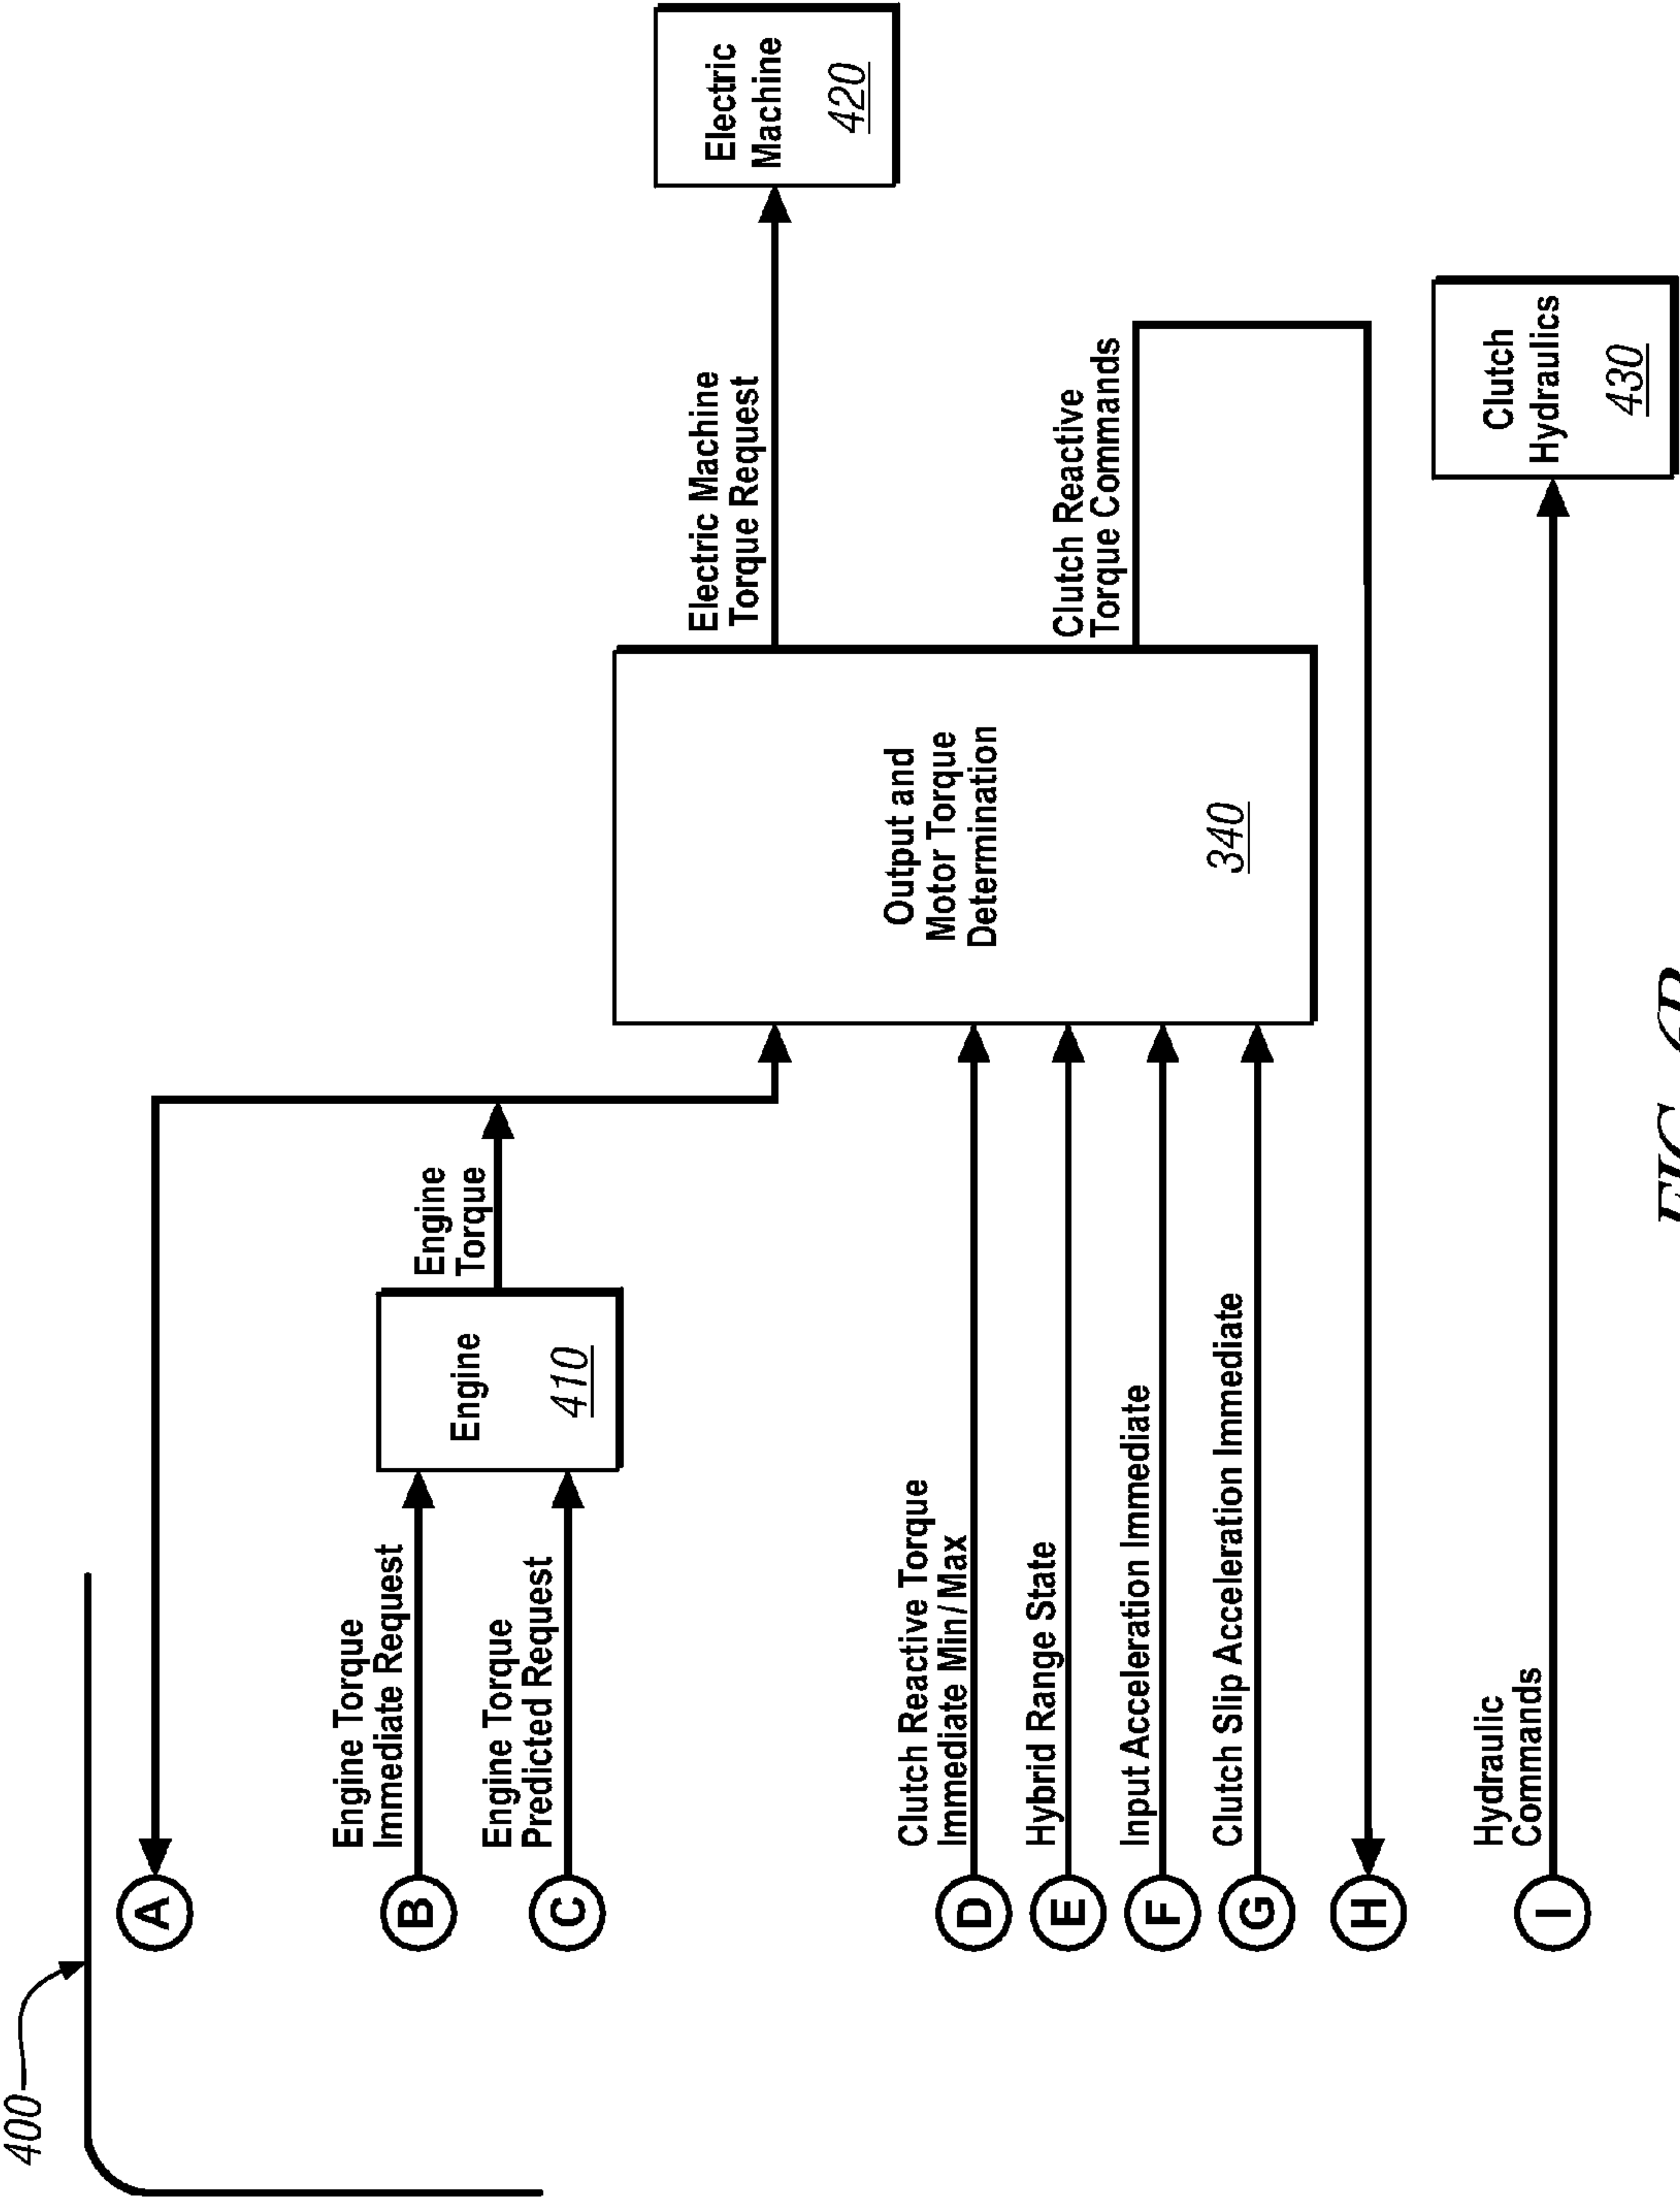 400
A
Engine Torque
Immediate Request
B
Engine Torque
Predicted Request
C
Engine
410
Engine
Torque
Clutch Reactive Torque
Immediate Min/Max
D
Hybrid Range State
E
Input Acceleration Immediate
F
Clutch Slip Acceleration Immediate
G
H
Output and
Motor Torque
Determination
340
Electric Machine
Torque Request
Electric
Machine
420
Clutch Reactive
Torque Commands
Hydraulic
Commands
I
Clutch
Hydraulics
430